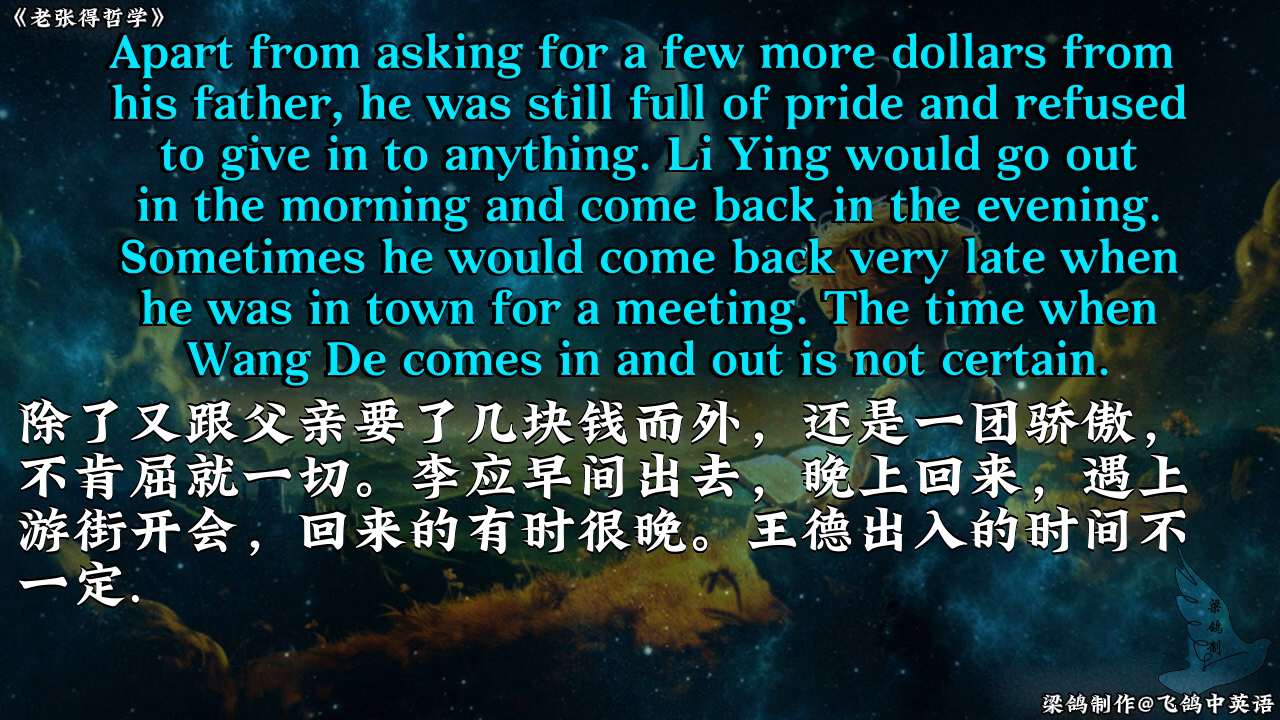 《老张得哲学》
Apart from asking for a few more dollars from
his father, he was still full of pride and refused
to give in to anything. Li Ying would go out
in the morning and come back in the evening.
Sometimes he would come back very late when
he was in town for a meeting. The time when
Wang De comes in and out is not certain.
除了又跟父亲要了几块钱而外，还是一团骄傲，
不肯屈就一切。李应早间出去，晚上回来，遇上
游街开会，回来的有时很晚。王德出入的时间不
一定.
梁鸽制
梁鸽制作@飞鸽中英语